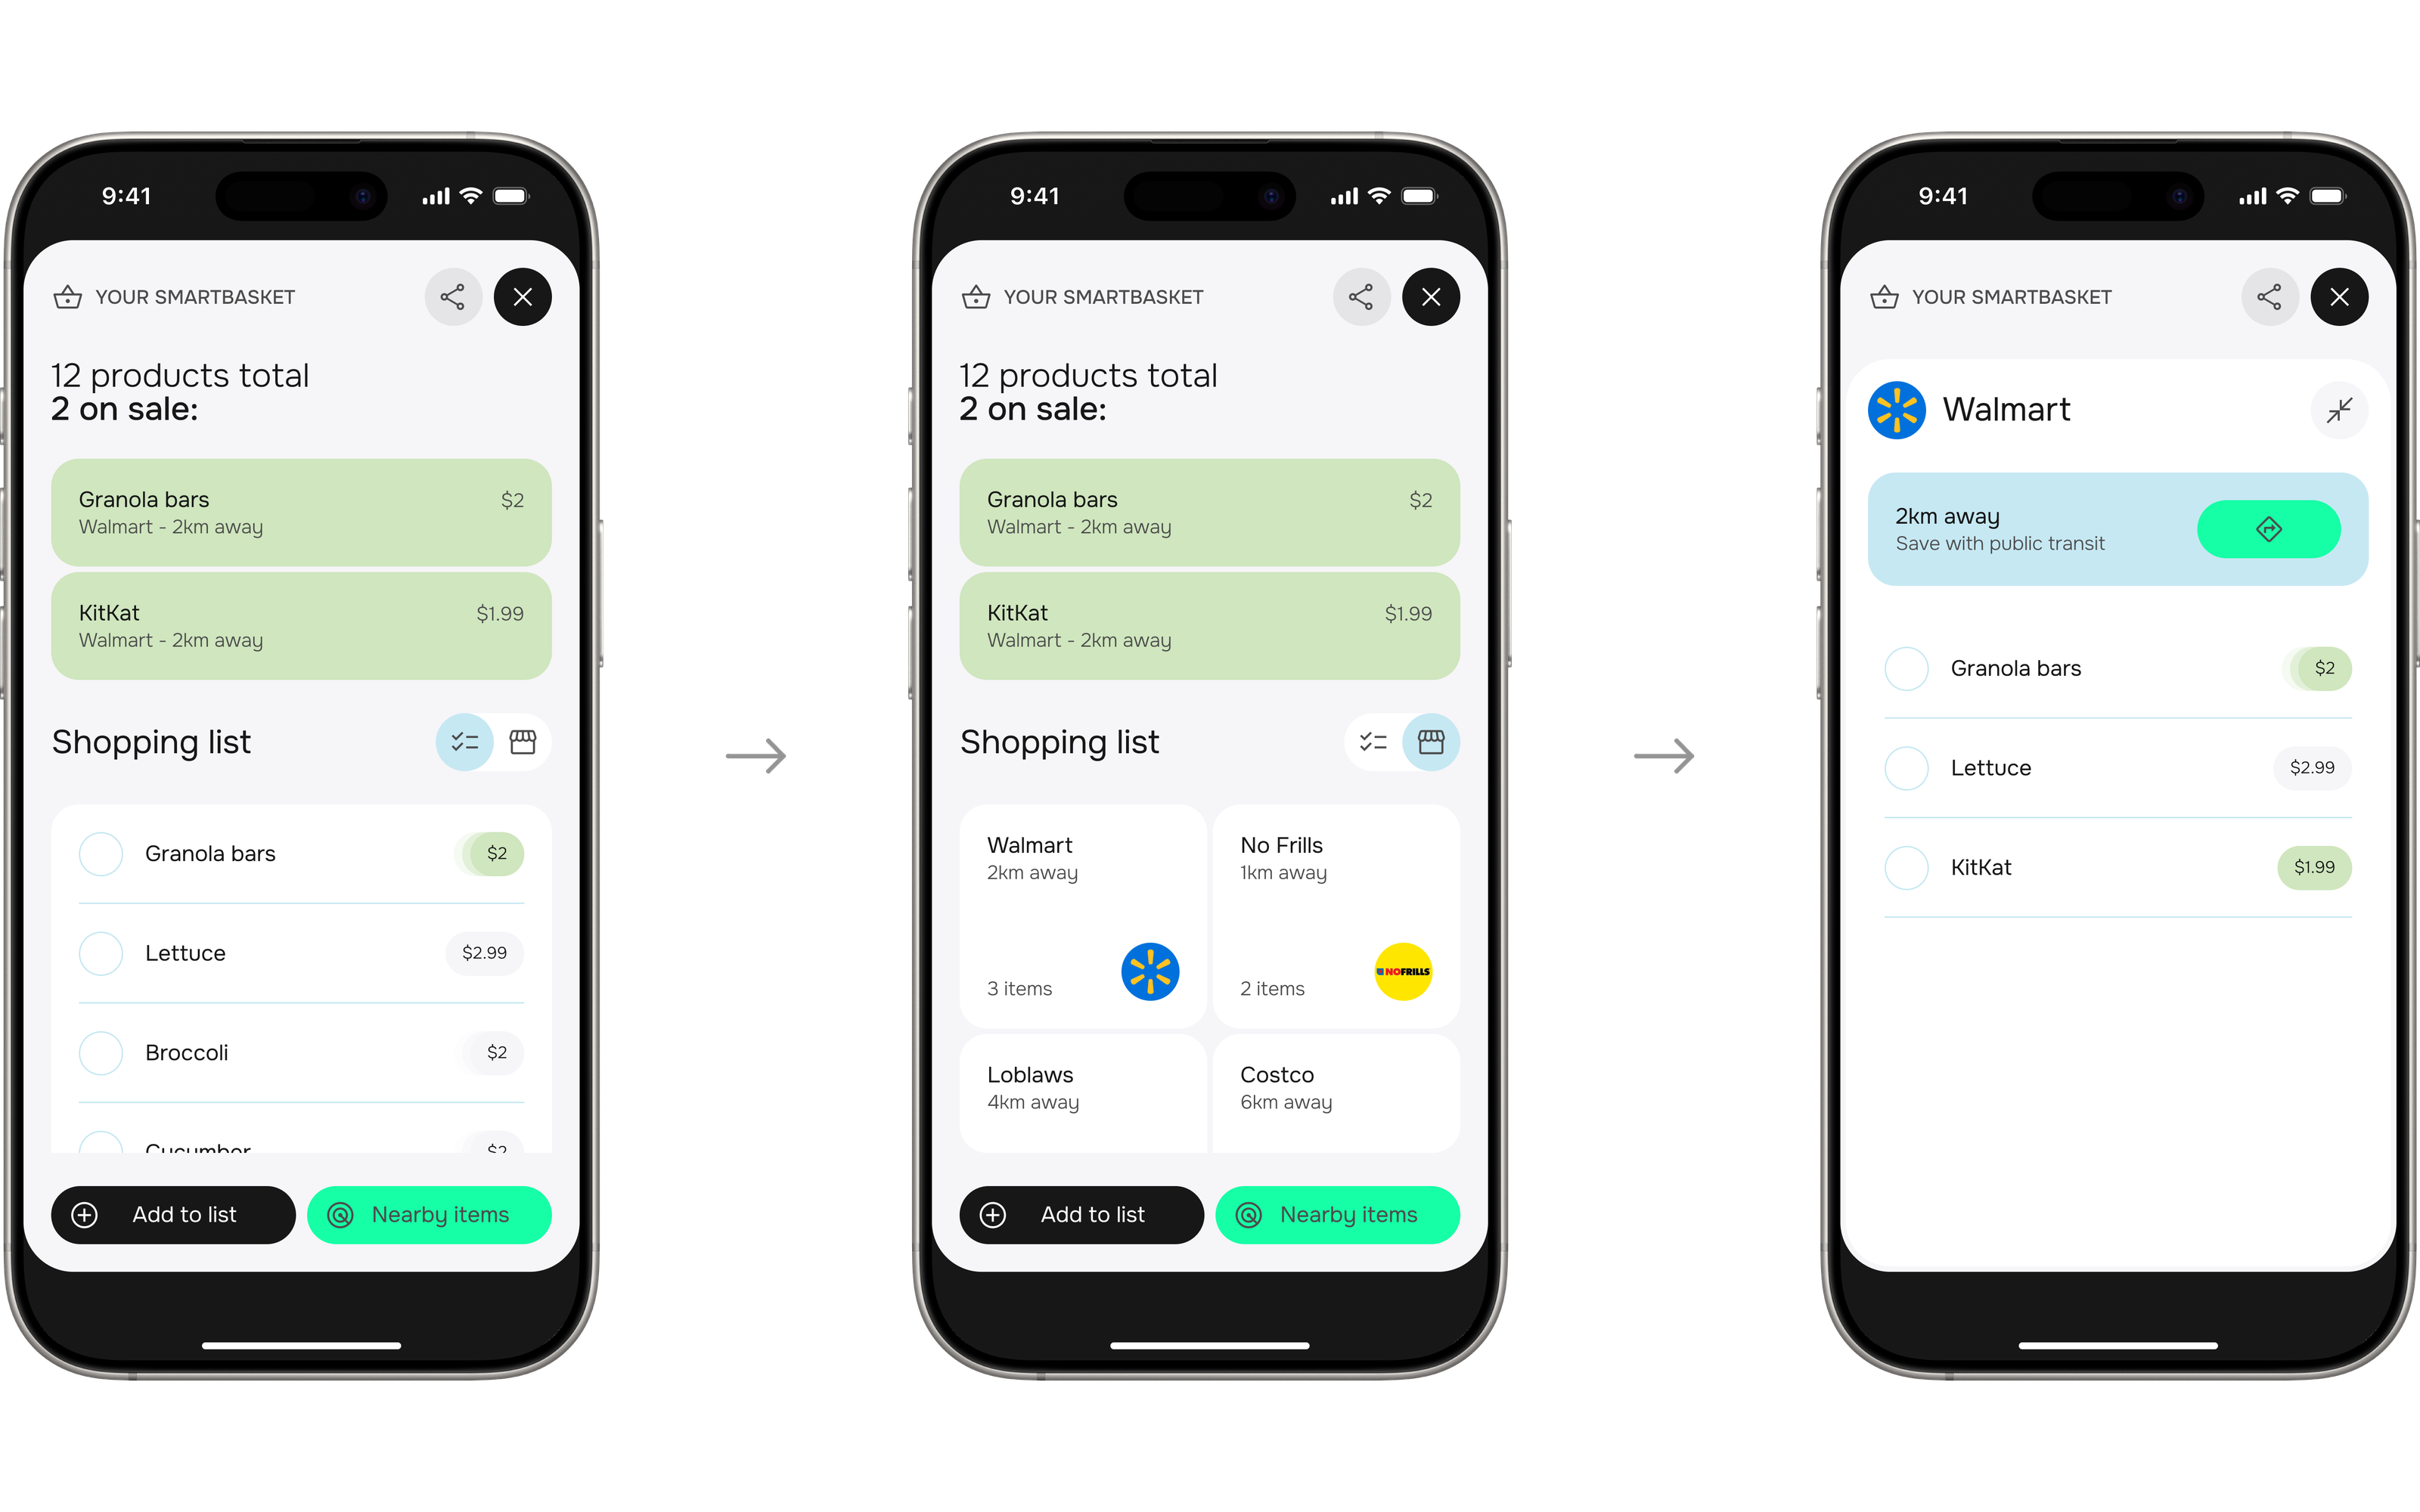 9:41
YOUR SMARTBASKET
12 products total
2 on sale:
Granola bars
$2
Walmart - 2km away
KitKat
$1.99
Walmart - 2km away
Shopping list
Granola bars
$2
Lettuce
$2.99
Broccoli
$2
Cucumber
$2
Add to list
Nearby items
9:41
YOUR SMARTBASKET
12 products total
2 on sale:
Granola bars
$2
Walmart - 2km away
KitKat
$1.99
Walmart - 2km away
Shopping list
Walmart
2km away
3 items
No Frills
1km away
2 items
NOFRILLS
Loblaws
4km away
Costco
6km away
Add to list
Nearby items
9:41
YOUR SMARTBASKET
Walmart
2km away
Save with public transit
Granola bars
$2
Lettuce
$2.99
KitKat
$1.99